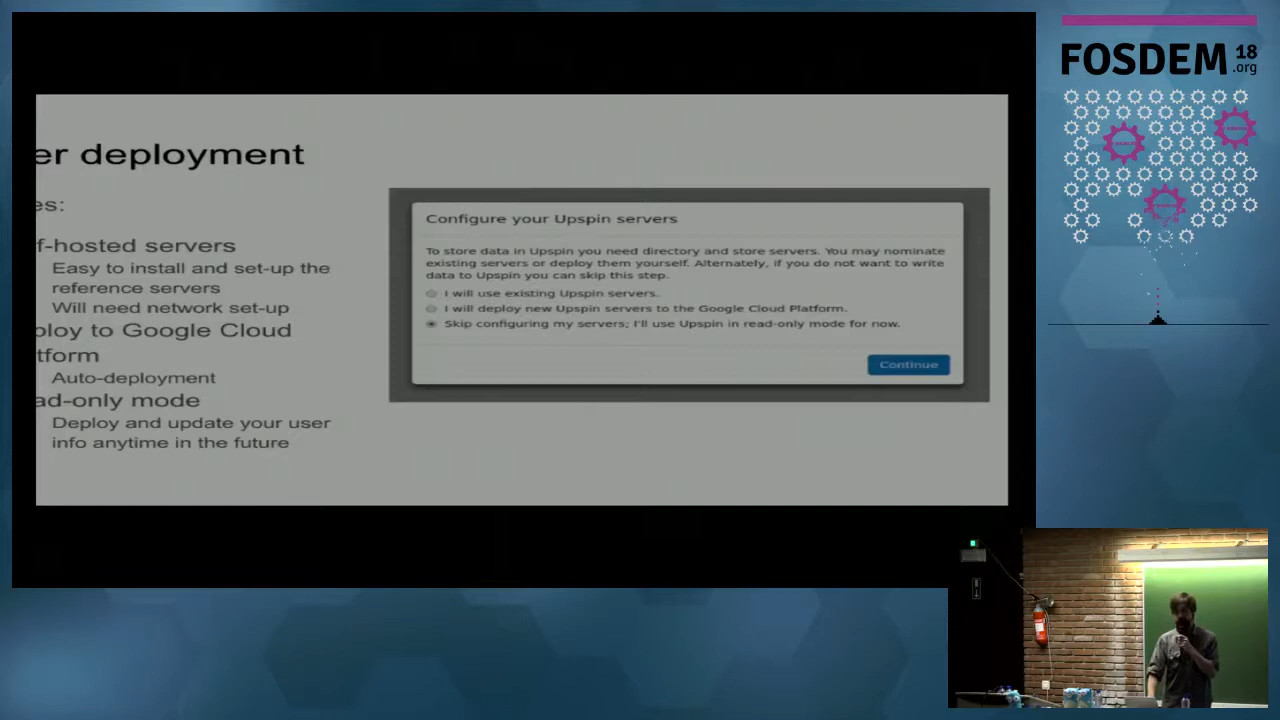 er deployment
es:
f-hosted servers
Easy to install and set-up the
reference servers
Will need network set-up
ploy to Google Cloud
tform
Auto-deployment
ad-only mode
Deploy and update your user
info anytime in the future
Configure your Upspin servers
To store data in Upspin you need directory and store servers. You may nominate
existing servers or deploy them yourself. Alternately, if you do not want to write
data to Upspin you can skip this step.
I will use existing Upspin servers.
I will deploy new Upspin servers to the Google Cloud Platform.
Skip configuring my servers; I'll use Upspin in read-only mode for now.
Continue
FOSDEM 18
.org